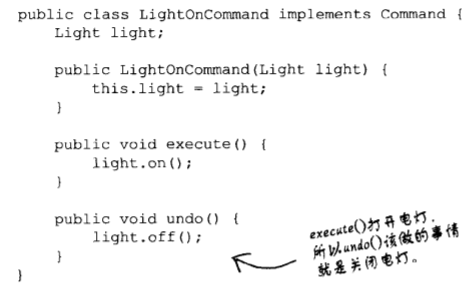 public class LightOnCommand implements Command {
    Light light;

    public LightOnCommand(Light light) {
        this.light = light;
    }

    public void execute() {
        light.on();
    }

    public void undo() {
        light.off();
    }
}
execute()打开电灯.
所以undo()该做的事情
就是关闭电灯。